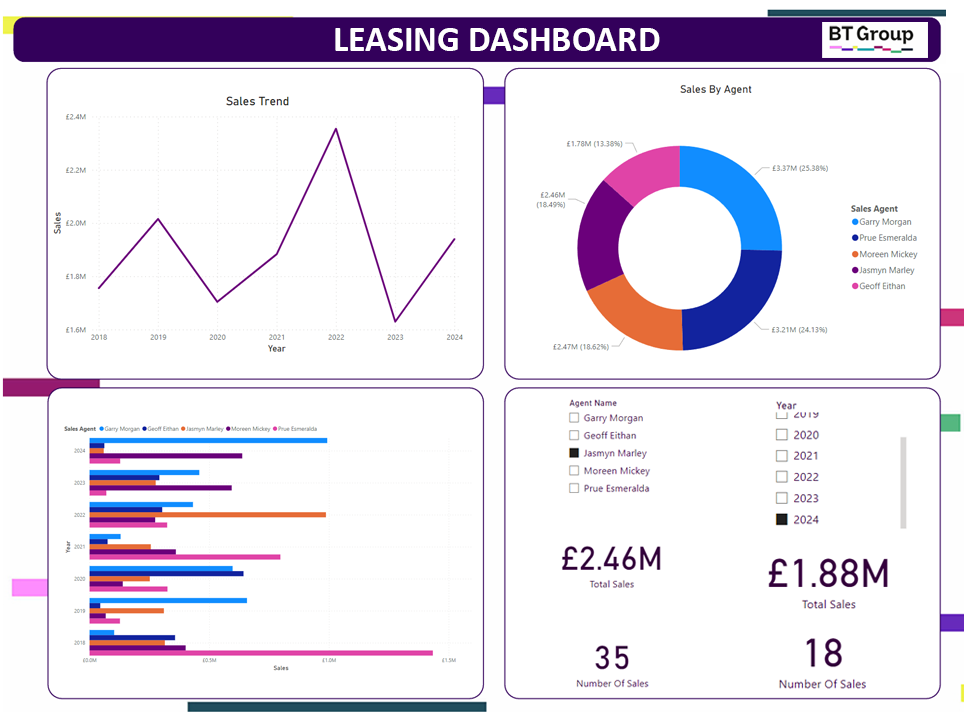 LEASING DASHBOARD
BT Group
Sales Trend
£2.4M
£2.2M
£2.0M
£1.8M
£1.6M
Sales
2018 2019 2020 2021 2022 2023 2024
Year
Sales By Agent
£1.78M (13.38%)
£3.37M (25.38%)
£2.46M
(18.49%)
£2.47M (18.62%)
£3.21M (24.13%)
Sales Agent
Garry Morgan
Prue Esmeralda
Moreen Mickey
Jasmyn Marley
Geoff Eithan
Sales Agent Garry Morgan Geoff Eithan Jasmyn Marley Moreen Mickey Prue Esmeralda
2024
2023
2022
2021
2020
2019
2018
Year
£0.0M £0.5M £1.0M £1.5M
Sales
Agent Name
Garry Morgan
Geoff Eithan
Jasmyn Marley
Moreen Mickey
Prue Esmeralda
£2.46M
Total Sales
35
Number Of Sales
Year
2019
2020
2021
2022
2023
2024
£1.88M
Total Sales
18
Number Of Sales